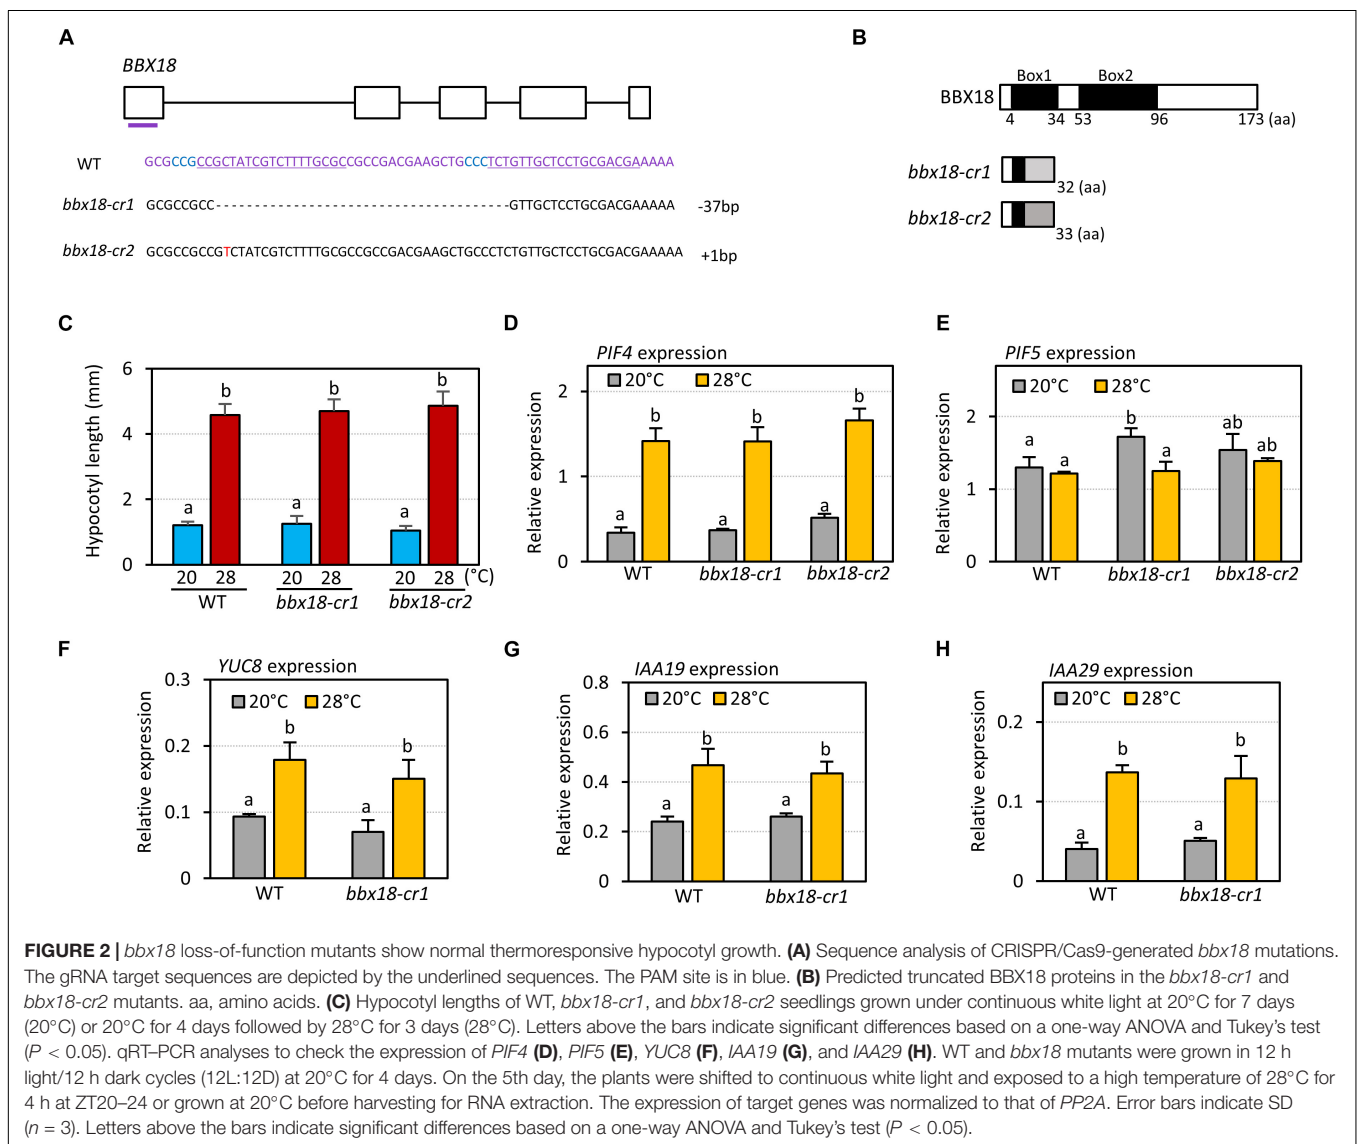 A
BBX18
WT GCGCCGCCGCTATCGTCTTTTGCGCCGCCGACGAAGCTGCCCTCTGTTGCTCCTGCGACGAAAAA
bbx18-cr1 GCGCCGCC----------------------------------GTTGCTCCTGCGACGAAAAA -37bp
bbx18-cr2 GCGCCGCCGTCTATCGTCTTTTGCGCCGCCGACGAAGCTGCCCTCTGTTGCTCCTGCGACGAAAAA +1bp
B
Box1 Box2
BBX18
4 34 53 96 173 (aa)
bbx18-cr1
32 (aa)
bbx18-cr2
33 (aa)
C
Hypocotyl length (mm)
6
4
2
0
a b a b a b
20 28 20 28 20 28 (°C)
WT bbx18-cr1 bbx18-cr2
D
PIF4 expression
20°C 28°C
Relative expression
2
1
0
a b a b a b
WT bbx18-cr1 bbx18-cr2
E
PIF5 expression
20°C 28°C
Relative expression
2
1
0
a a b a ab ab
WT bbx18-cr1 bbx18-cr2
F
YUC8 expression
20°C 28°C
Relative expression
0.3
0.2
0.1
0
a b a b
WT bbx18-cr1
G
IAA19 expression
20°C 28°C
Relative expression
0.8
0.6
0.4
0.2
0
a b a b
WT bbx18-cr1
H
IAA29 expression
20°C 28°C
Relative expression
0.2
0.1
0
a b a b
WT bbx18-cr1
FIGURE 2 | bbx18 loss-of-function mutants show normal thermoresponsive hypocotyl growth. (A) Sequence analysis of CRISPR/Cas9-generated bbx18 mutations.
The gRNA target sequences are depicted by the underlined sequences. The PAM site is in blue. (B) Predicted truncated BBX18 proteins in the bbx18-cr1 and
bbx18-cr2 mutants. aa, amino acids. (C) Hypocotyl lengths of WT, bbx18-cr1, and bbx18-cr2 seedlings grown under continuous white light at 20°C for 7 days
(20°C) or 20°C for 4 days followed by 28°C for 3 days (28°C). Letters above the bars indicate significant differences based on a one-way ANOVA and Tukey's test
(P < 0.05). qRT–PCR analyses to check the expression of PIF4 (D), PIF5 (E), YUC8 (F), IAA19 (G), and IAA29 (H). WT and bbx18 mutants were grown in 12 h
light/12 h dark cycles (12L:12D) at 20°C for 4 days. On the 5th day, the plants were shifted to continuous white light and exposed to a high temperature of 28°C for
4 h at ZT20–24 or grown at 20°C before harvesting for RNA extraction. The expression of target genes was normalized to that of PP2A. Error bars indicate SD
(n = 3). Letters above the bars indicate significant differences based on a one-way ANOVA and Tukey's test (P < 0.05).